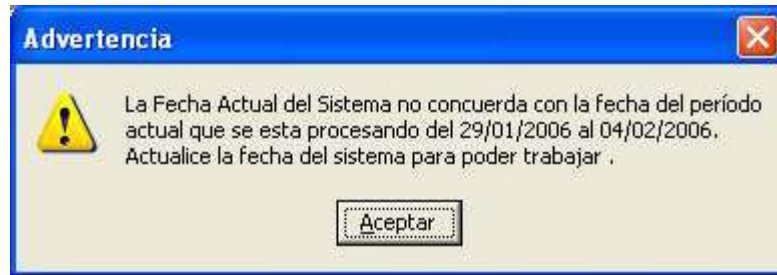 Advertencia
La Fecha Actual del Sistema no concuerda con la fecha del período
actual que se esta procesando del 29/01/2006 al 04/02/2006.
Actualice la fecha del sistema para poder trabajar .
Aceptar